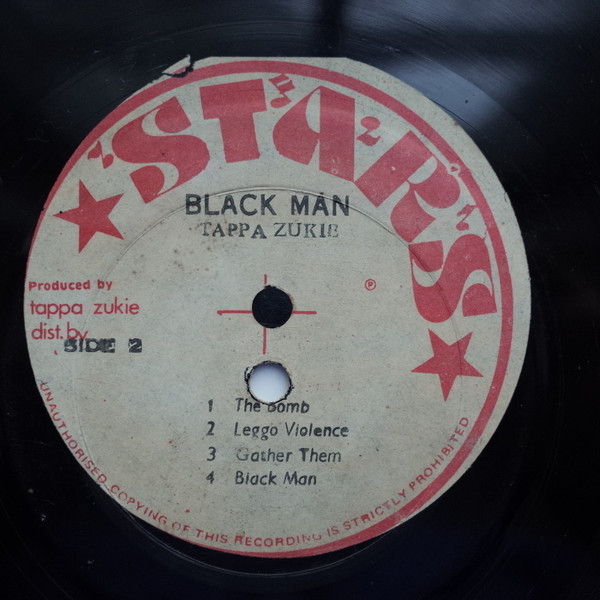 STARS
BLACK MAN
TAPPA ZUKIE
℗
Produced by
tappa zukie
dist. by
SIDE 2
1 The Bomb
2 Leggo Violence
3 Gather Them
4 Black Man
UNAUTHORISED COPYING OF THIS RECORDING IS STRICTLY PROHIBITED